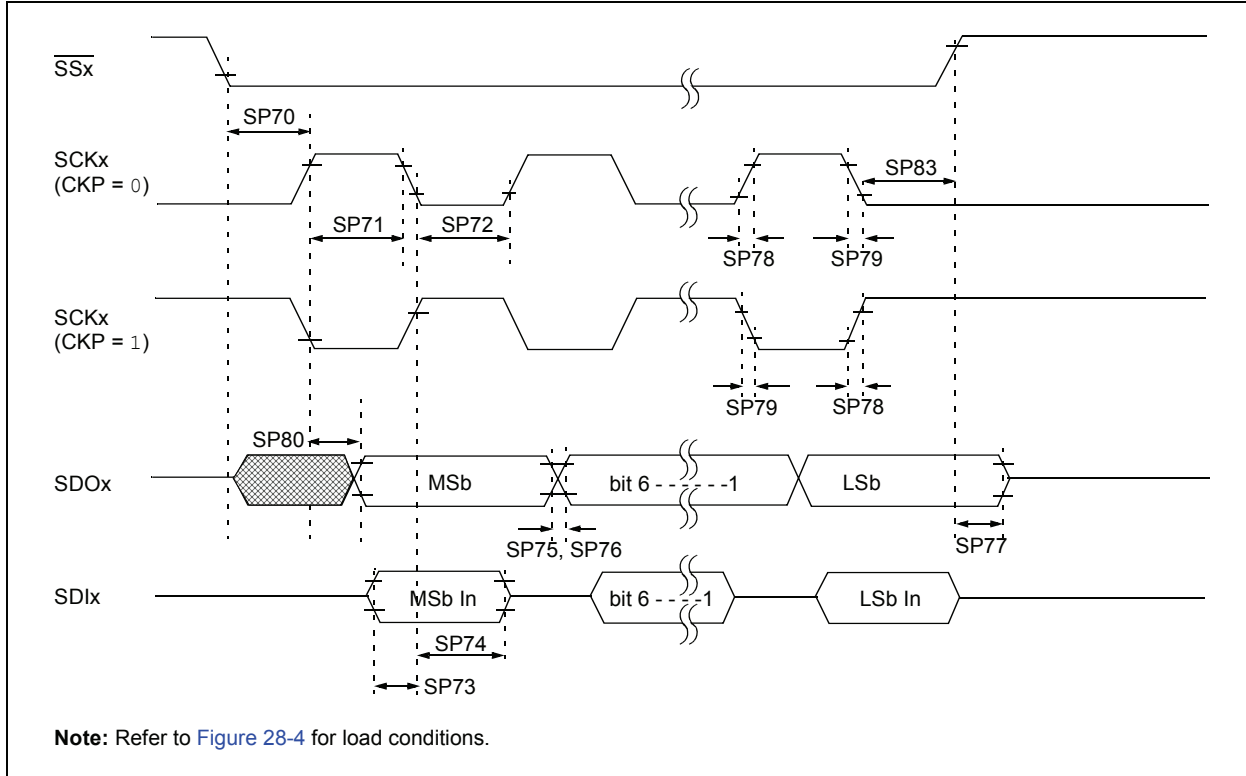 SSx
SP70
SCKx
(CKP = 0)
SP83
SP71
SP72
SP78
SP79
SCKx
(CKP = 1)
SP79
SP78
SP80
SDOx
MSb
bit 6 - - - - - - -1
LSb
SP75, SP76
SP77
SDIx
MSb In
bit 6 - - - - -1
LSb In
SP74
SP73
Note: Refer to Figure 28-4 for load conditions.